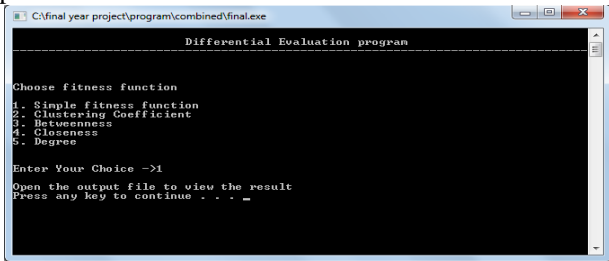 C:\final year project\program\combined\final.exe
Differential Evaluation program
Choose fitness function
1. Simple fitness function
2. Clustering Coefficient
3. Betweenness
4. Closeness
5. Degree
Enter Your Choice ->1
Open the output file to view the result
Press any key to continue . . . _